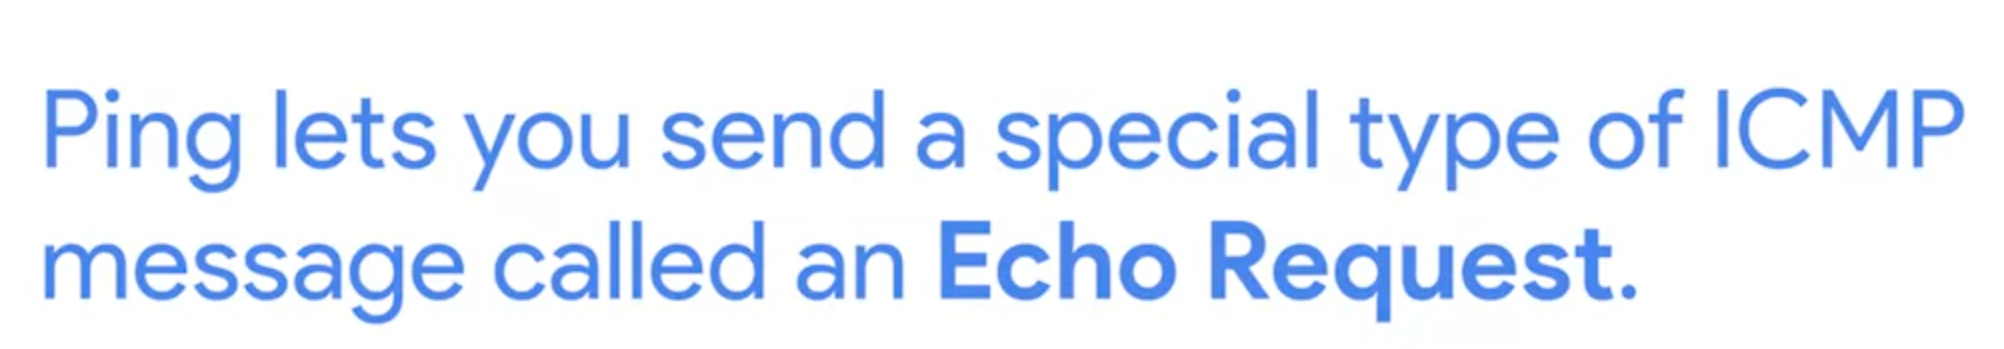 Ping lets you send a special type of ICMP
message called an Echo Request.